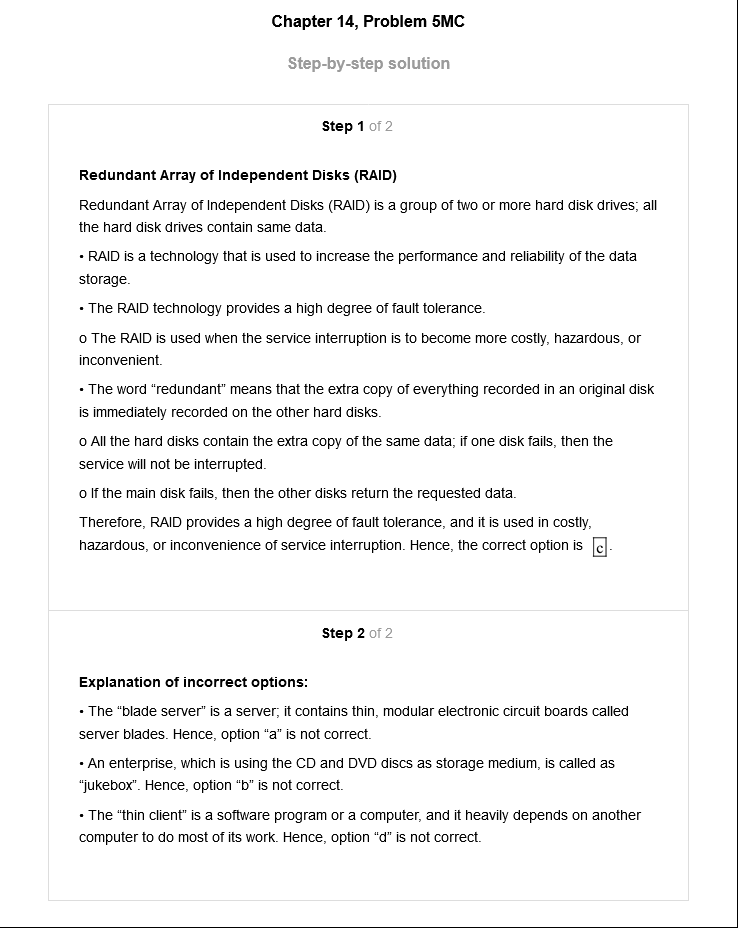 Chapter 14, Problem 5MC
Step-by-step solution
Step 1 of 2
Redundant Array of Independent Disks (RAID)
Redundant Array of Independent Disks (RAID) is a group of two or more hard disk drives; all
the hard disk drives contain same data.
• RAID is a technology that is used to increase the performance and reliability of the data
storage.
• The RAID technology provides a high degree of fault tolerance.
o The RAID is used when the service interruption is to become more costly, hazardous, or
inconvenient.
• The word “redundant” means that the extra copy of everything recorded in an original disk
is immediately recorded on the other hard disks.
o All the hard disks contain the extra copy of the same data; if one disk fails, then the
service will not be interrupted.
o If the main disk fails, then the other disks return the requested data.
Therefore, RAID provides a high degree of fault tolerance, and it is used in costly,
hazardous, or inconvenience of service interruption. Hence, the correct option is c.
Step 2 of 2
Explanation of incorrect options:
• The “blade server” is a server; it contains thin, modular electronic circuit boards called
server blades. Hence, option “a” is not correct.
• An enterprise, which is using the CD and DVD discs as storage medium, is called as
“jukebox”. Hence, option “b” is not correct.
• The “thin client” is a software program or a computer, and it heavily depends on another
computer to do most of its work. Hence, option “d” is not correct.